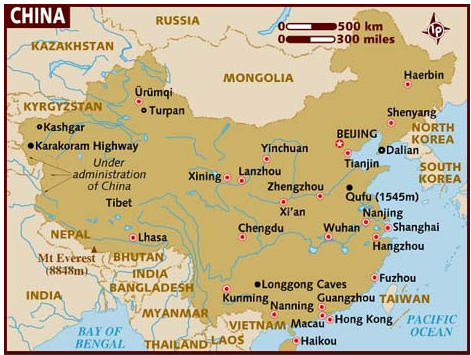 CHINA
RUSSIA
500 km
300 miles
KAZAKHSTAN
MONGOLIA
Haerbin
Ürümqi
Turpan
KYRGYZSTAN
Shenyang
Kashgar
BEIJING
NORTH
KOREA
Karakoram Highway
Yinchuan
Dalian
Tianjin
Under
administration
of China
Xining
Lanzhou
Zhengzhou
SOUTH
KOREA
Qufu (1545m)
Tibet
Xi'an
Nanjing
Shanghai
NEPAL
Lhasa
Chengdu
Wuhan
Hangzhou
Mt Everest
(8848m)
BHUTAN
INDIA
Longgong Caves
Fuzhou
BANGLADESH
INDIA
Kunming
Guangzhou
TAIWAN
Nanning
MYANMAR
Macau
Hong Kong
PACIFIC
OCEAN
BAY OF
BENGAL
VIETNAM
THAILAND
LAOS
Haikou